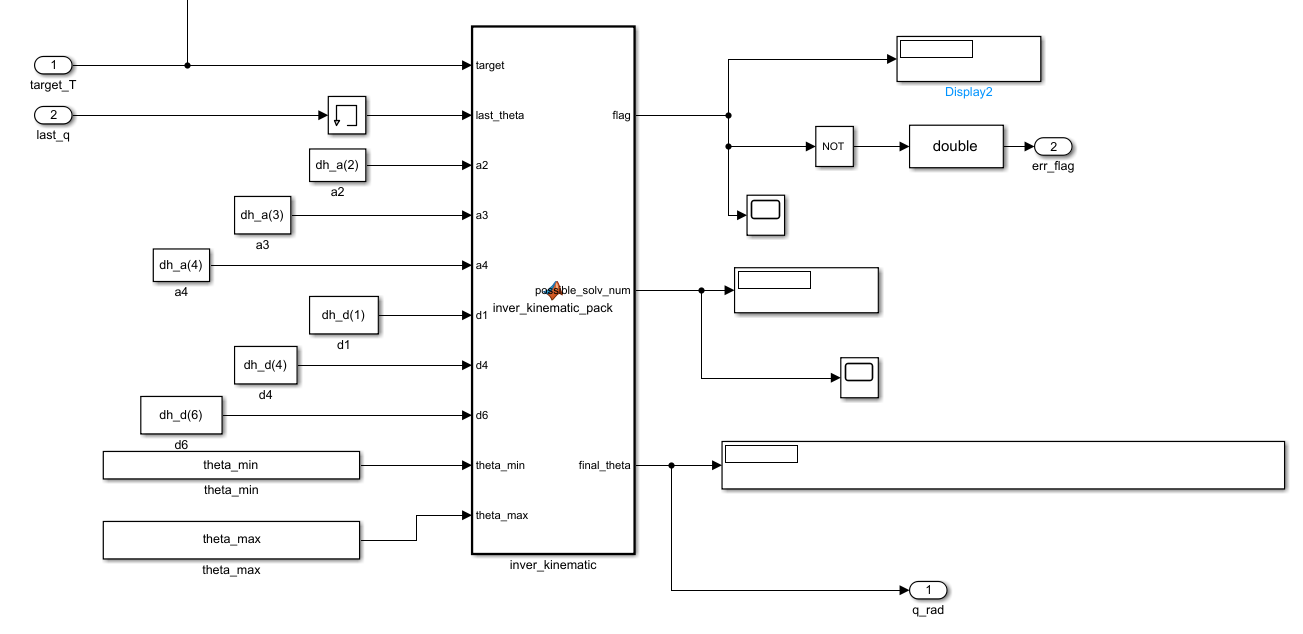 1
target_T
2
last_q
dh_a(2)
a2
dh_a(3)
a3
dh_a(4)
a4
dh_d(1)
d1
dh_d(4)
d4
dh_d(6)
d6
theta_min
theta_min
theta_max
theta_max
target
last_theta
a2
a3
a4
d1
d4
d6
theta_min
theta_max
flag
possible_solv_num
inver_kinematic_pack
final_theta
inver_kinematic
Display2
NOT
double
2
err_flag
1
q_rad